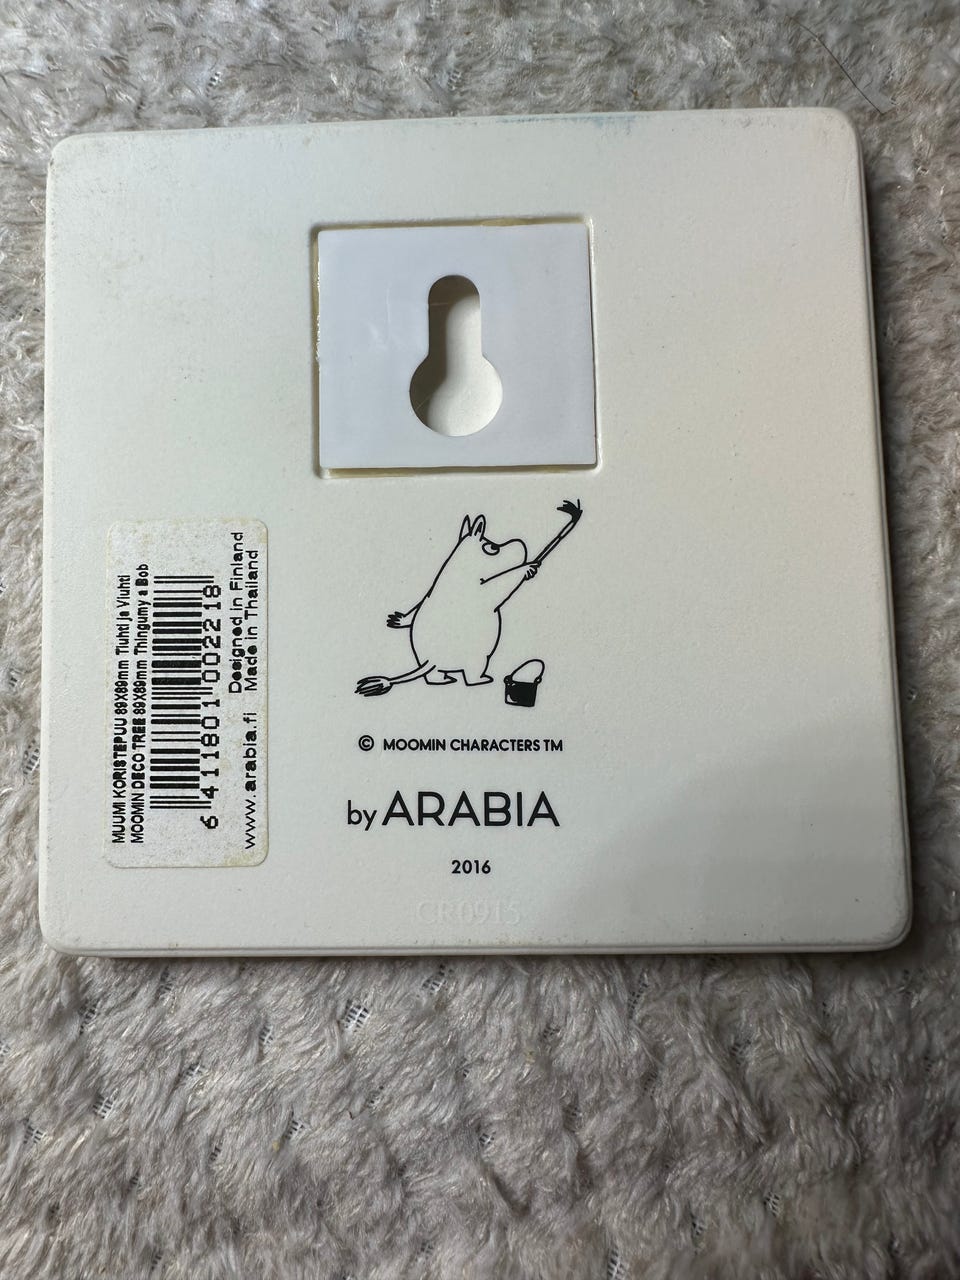 MUUMI KORISTEPUU 89X89mm Tiuhti ja Viuhti
MOOMIN DECO TREE 89X89mm Thingumy a Bob
6 411801 002218
Designed in Finland
www.arabia.fi Made in Thailand
© MOOMIN CHARACTERS TM
by ARABIA
2016
CR0915